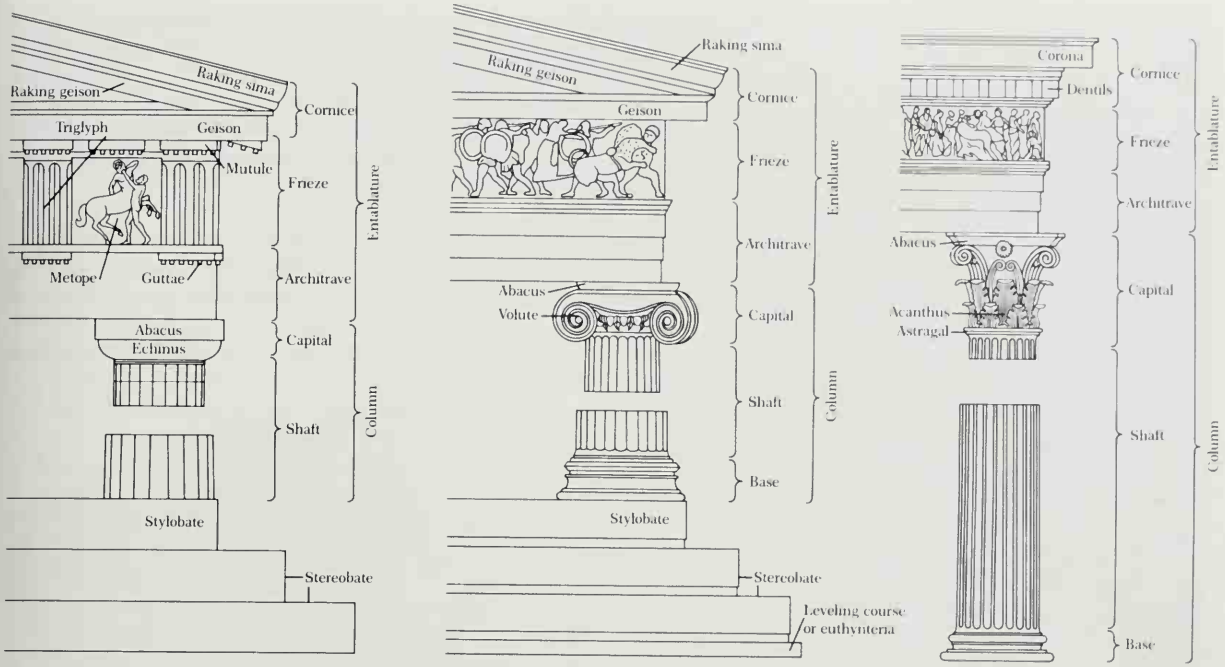 Raking sima
Raking geison
Cornice
Triglyph
Geison
Mutule
Frieze
Entablature
Metope
Guttae
Architrave
Abacus
Echinus
Capital
Shaft
Column
Stylobate
Stereobate
Raking sima
Raking geison
Geison
Cornice
Frieze
Entablature
Architrave
Abacus
Volute
Capital
Shaft
Column
Base
Stylobate
Stereobate
Leveling course
or euthynteria
Corona
Cornice
Dentils
Frieze
Entablature
Architrave
Abacus
Capital
Acanthus
Astragal
Shaft
Column
Base